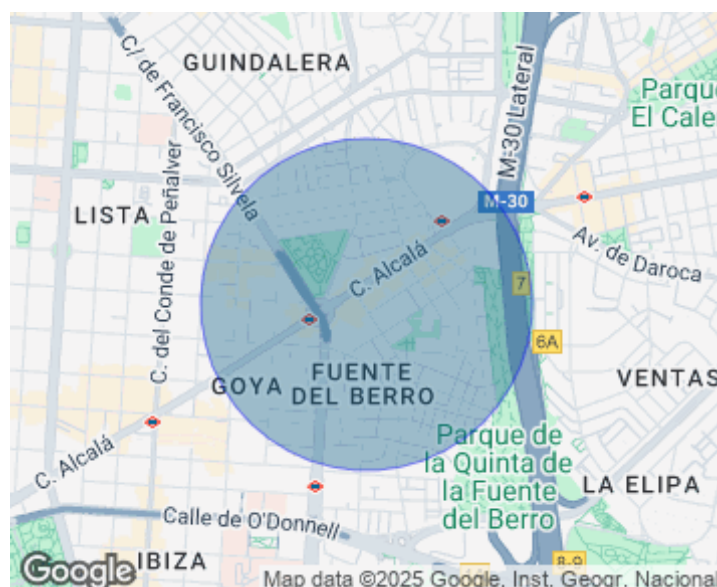 GUINDALERA
C/ de Francisco Silvela
M-30 Lateral
Parque
El Cale
M-30
LISTA
C. del Conde de Peñalver
C. Alcalá
Av. de Daroca
7
6A
GOYA
FUENTE
DEL BERRO
VENTAS
C. Alcalá
Parque de
la Quinta de
la Fuente
del Berro
LA ELIPA
Calle de O'Donnell
IBIZA
8-9
Google
Map data ©2025 Google, Inst. Geogr. Nacional